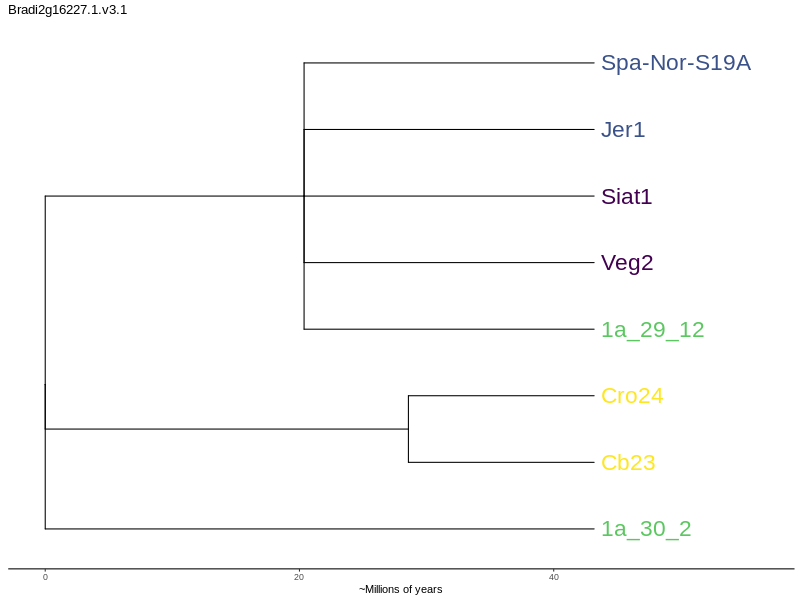 Bradi2g16227.1.v3.1
Spa-Nor-S19A
Jer1
Siat1
Veg2
1a_29_12
Cro24
Cb23
1a_30_2
0 20 40
~Millions of years